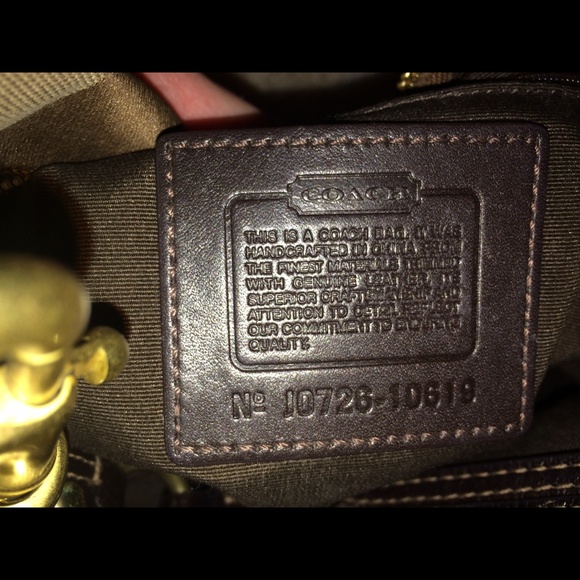 COACH
THIS IS A COACH BAG. IT WAS
HANDCRAFTED IN CHINA FROM
THE FINEST MATERIALS TRIMMED
WITH GENUINE LEATHER. ITS
SUPERIOR CRAFTSMANSHIP AND
ATTENTION TO DETAIL REFLECT
OUR COMMITMENT TO ENDURING
QUALITY.
Nº J0726-10619